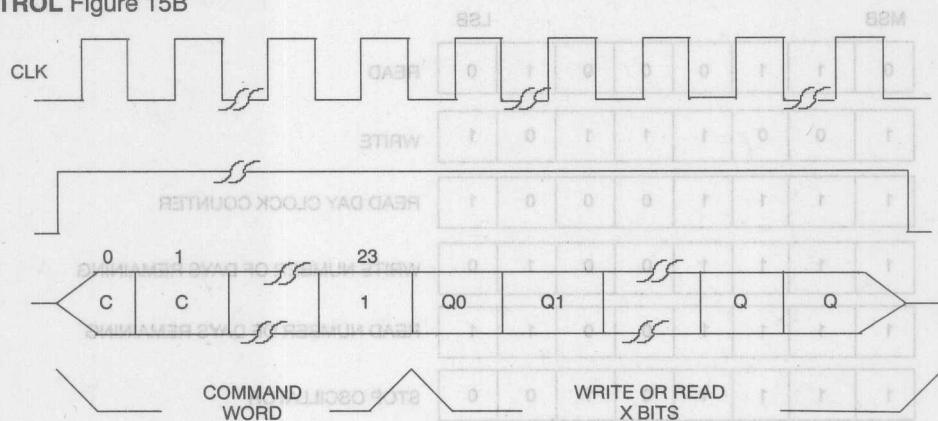 TROL Figure 15B
CLK
0 1 23
C C 1 Q0 Q1 Q Q
COMMAND
WORD
WRITE OR READ
X BITS